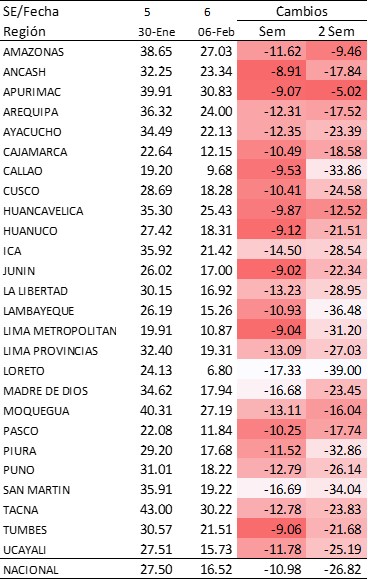 SE/Fecha 5 6 Cambios
Región 30-Ene 06-Feb Sem 2 Sem
AMAZONAS 38.65 27.03 -11.62 -9.46
ANCASH 32.25 23.34 -8.91 -17.84
APURIMAC 39.91 30.83 -9.07 -5.02
AREQUIPA 36.32 24.00 -12.31 -17.52
AYACUCHO 34.49 22.13 -12.35 -23.39
CAJAMARCA 22.64 12.15 -10.49 -18.58
CALLAO 19.20 9.68 -9.53 -33.86
CUSCO 28.69 18.28 -10.41 -24.58
HUANCAVELICA 35.30 25.43 -9.87 -12.52
HUANUCO 27.42 18.31 -9.12 -21.51
ICA 35.92 21.42 -14.50 -28.54
JUNIN 26.02 17.00 -9.02 -22.34
LA LIBERTAD 30.15 16.92 -13.23 -28.95
LAMBAYEQUE 26.19 15.26 -10.93 -36.48
LIMA METROPOLITAN 19.91 10.87 -9.04 -31.20
LIMA PROVINCIAS 32.40 19.31 -13.09 -27.03
LORETO 24.13 6.80 -17.33 -39.00
MADRE DE DIOS 34.62 17.94 -16.68 -23.45
MOQUEGUA 40.31 27.19 -13.11 -16.04
PASCO 22.08 11.84 -10.25 -17.74
PIURA 29.20 17.68 -11.52 -32.86
PUNO 31.01 18.22 -12.79 -26.14
SAN MARTIN 35.91 19.22 -16.69 -34.04
TACNA 43.00 30.22 -12.78 -23.83
TUMBES 30.57 21.51 -9.06 -21.68
UCAYALI 27.51 15.73 -11.78 -25.19
NACIONAL 27.50 16.52 -10.98 -26.82